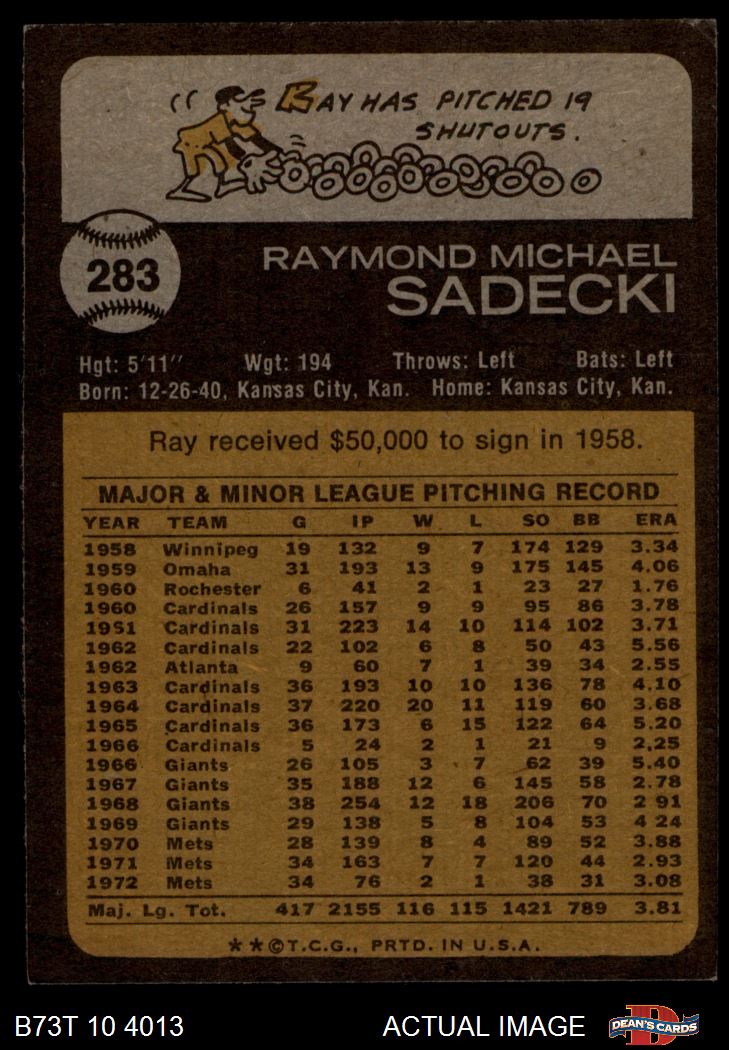 RAY HAS PITCHED 19
SHUTOUTS.
283
RAYMOND MICHAEL
SADECKI
Hgt: 5'11" Wgt: 194 Throws: Left Bats: Left
Born: 12-26-40, Kansas City, Kan. Home: Kansas City, Kan.
Ray received $50,000 to sign in 1958.
MAJOR & MINOR LEAGUE PITCHING RECORD
YEAR TEAM G IP W L SO BB ERA
1958 Winnipeg 19 132 9 7 174 129 3.34
1959 Omaha 31 193 13 9 175 145 4.06
1960 Rochester 6 41 2 1 23 27 1.76
1960 Cardinals 26 157 9 9 95 86 3.78
19S1 Cardinals 31 223 14 10 114 102 3.71
1962 Cardinals 22 102 6 8 50 43 5.56
1962 Atlanta 9 60 7 1 39 34 2.55
1963 Cardinals 36 193 10 10 136 78 4.10
1964 Cardinals 37 220 20 11 119 60 3.68
1965 Cardinals 36 173 6 15 122 64 5.20
1966 Cardinals 5 24 2 1 21 9 2,25
1966 Giants 26 105 3 7 62 39 5.40
1967 Giants 35 188 12 6 145 58 2.78
1968 Giants 38 254 12 18 206 70 2 91
1969 Giants 29 138 5 8 104 53 4 24
1970 Mets 28 139 8 4 89 52 3.88
1971 Mets 34 163 7 7 120 44 2.93
1972 Mets 34 76 2 1 38 31 3.08
Maj. Lg. Tot. 417 2155 116 115 1421 789 3.81
**©T.C.G., PRTD. IN U.S.A.
B73T 10 4013 ACTUAL IMAGE DEAN'S CARDS